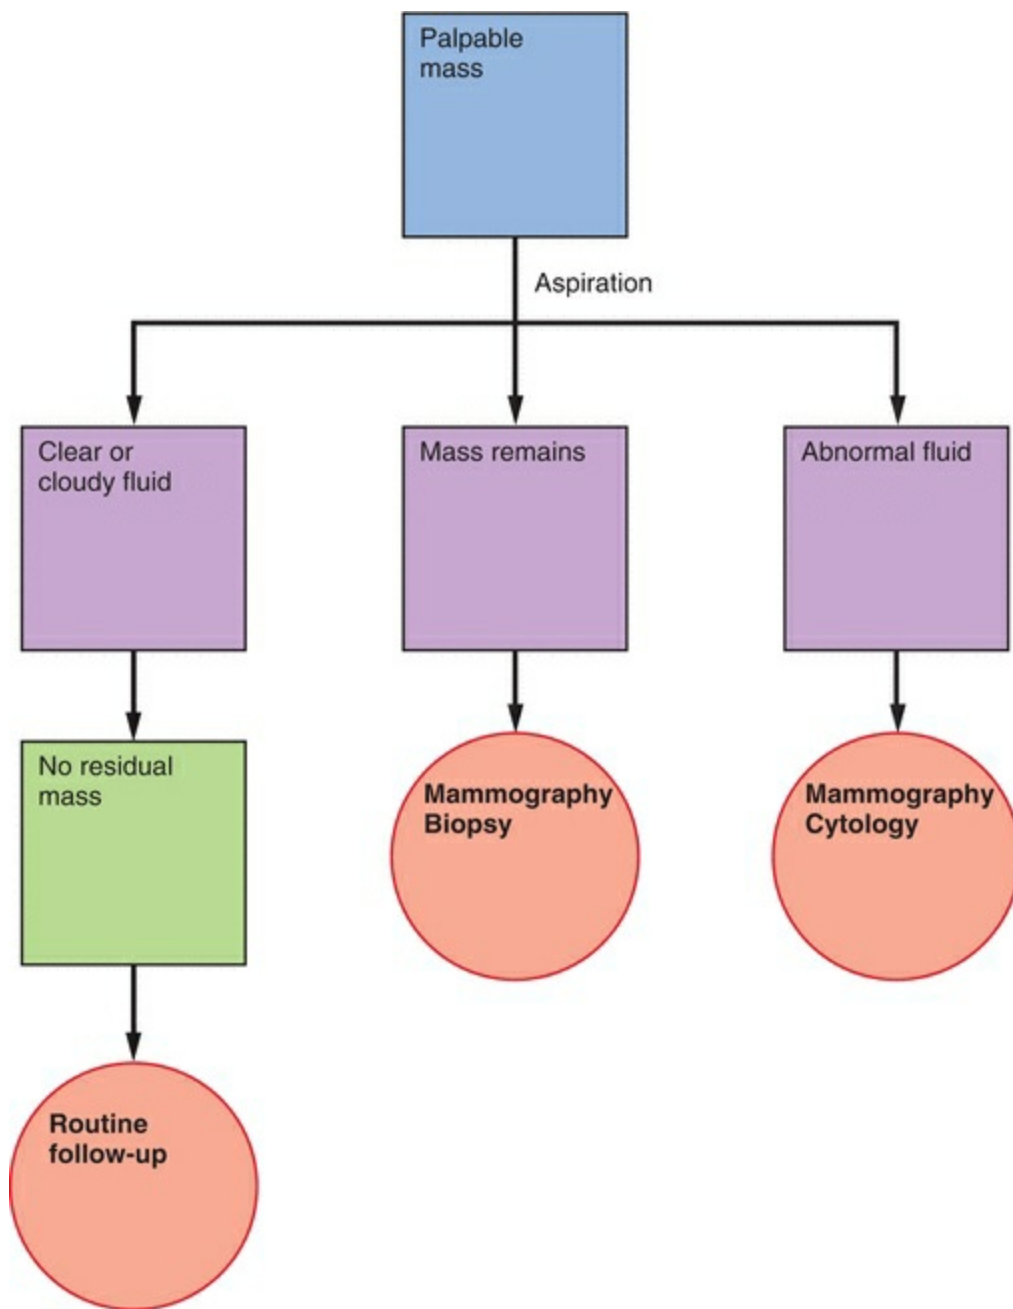 Palpable
mass
Aspiration
Clear or
cloudy fluid
Mass remains
Abnormal fluid
No residual
mass
Mammography
Biopsy
Mammography
Cytology
Routine
follow-up